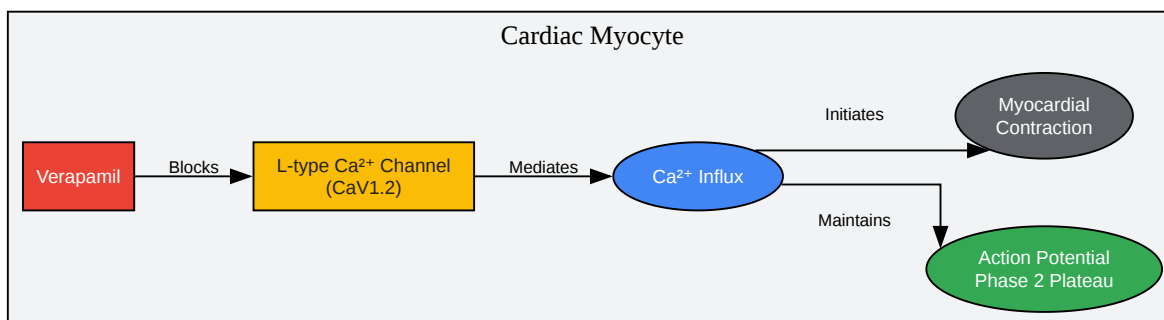 Cardiac Myocyte
Verapamil
Blocks
L-type Ca²⁺ Channel
(CaV1.2)
Mediates
Ca²⁺ Influx
Initiates
Myocardial
Contraction
Maintains
Action Potential
Phase 2 Plateau